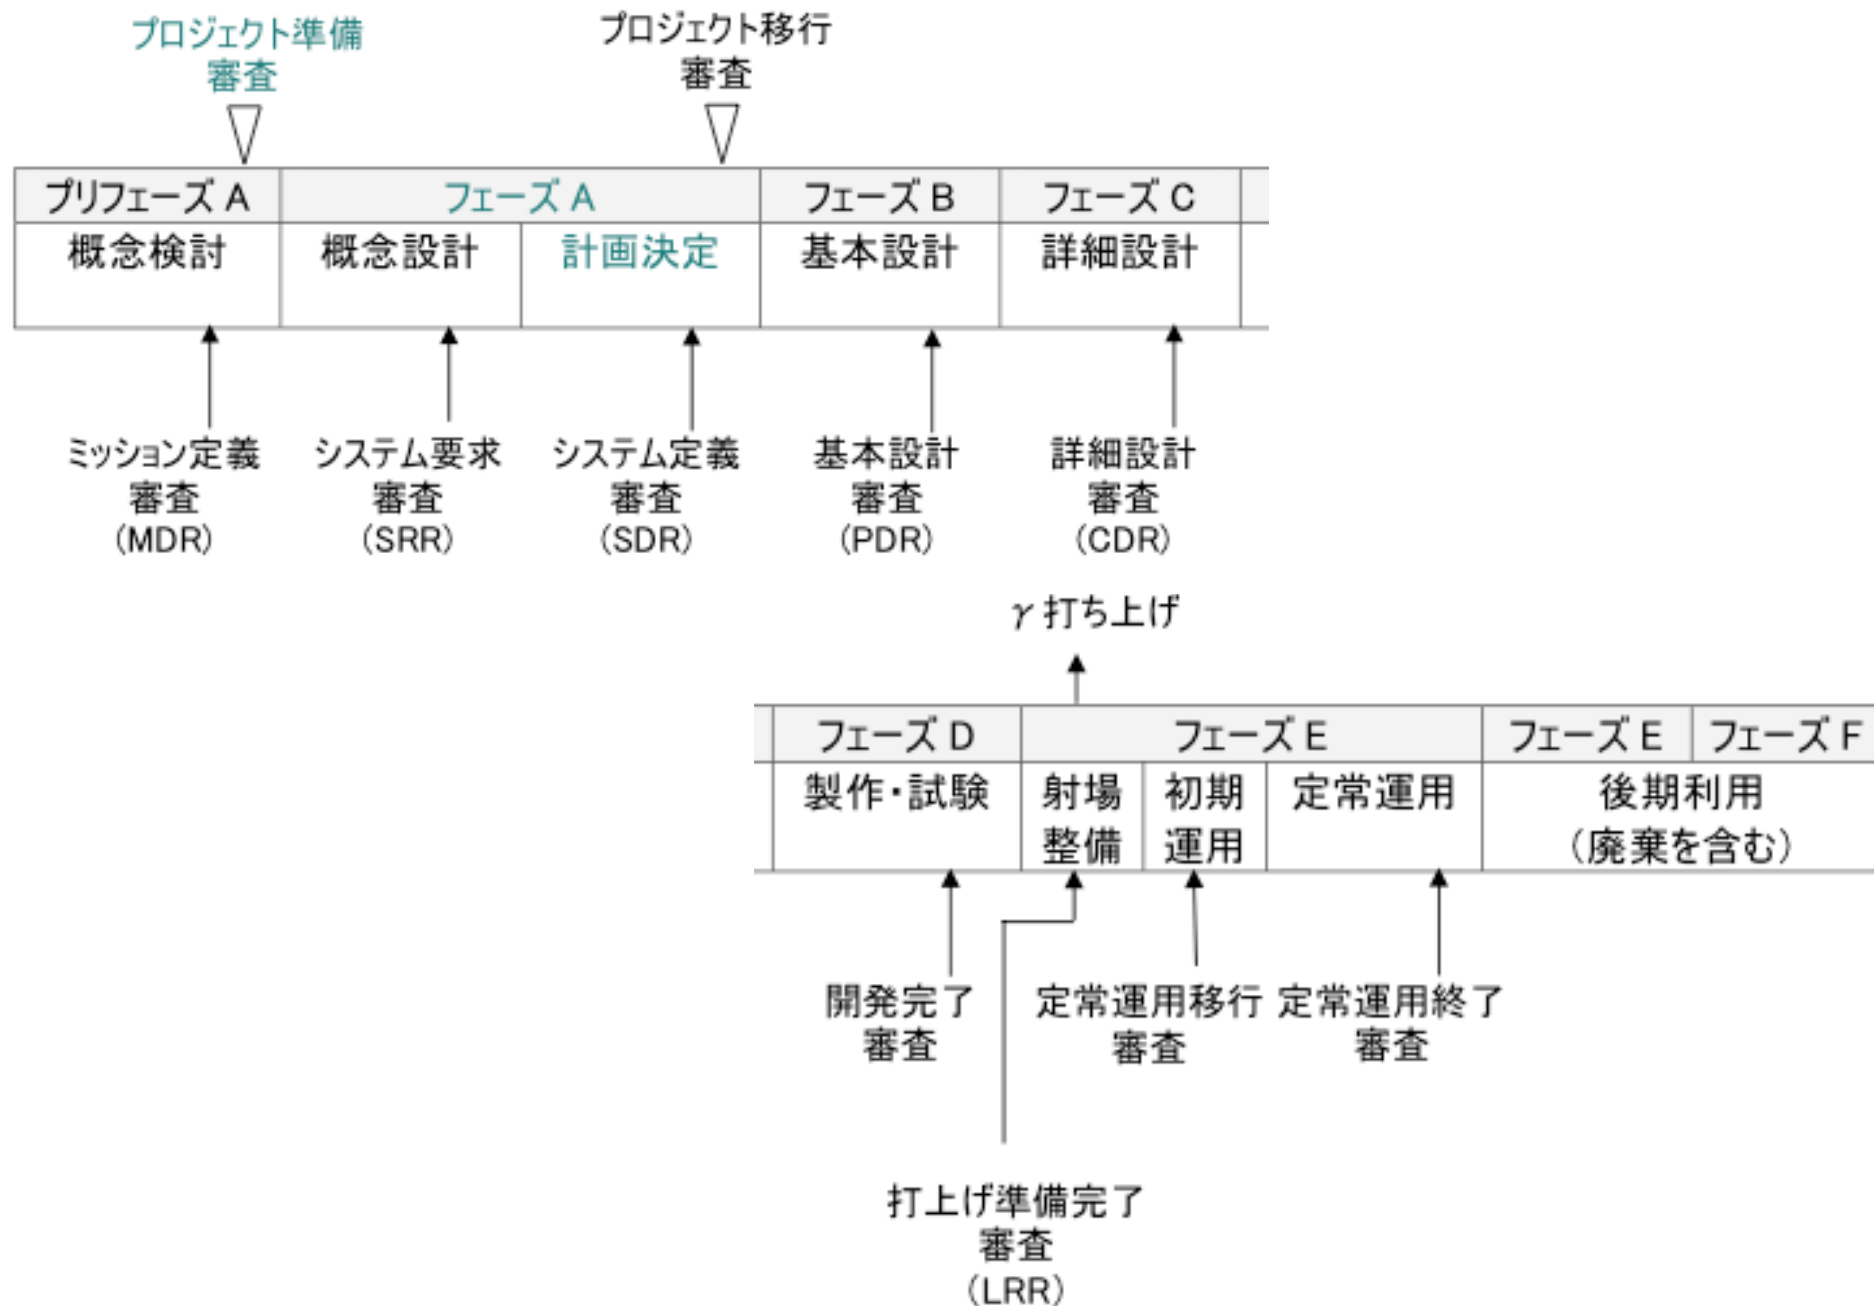 プロジェクト準備
審査
プロジェクト移行
審査
プリフェーズ A
フェーズ A
フェーズ B
フェーズ C
概念検討
概念設計
計画決定
基本設計
詳細設計
ミッション定義
審査
(MDR)
システム要求
審査
(SRR)
システム定義
審査
(SDR)
基本設計
審査
(PDR)
詳細設計
審査
(CDR)
γ 打ち上げ
フェーズ D
フェーズ E
フェーズ E
フェーズ F
製作・試験
射場
整備
初期
運用
定常運用
後期利用
(廃棄を含む)
開発完了
審査
定常運用移行
審査
定常運用終了
審査
打上げ準備完了
審査
(LRR)